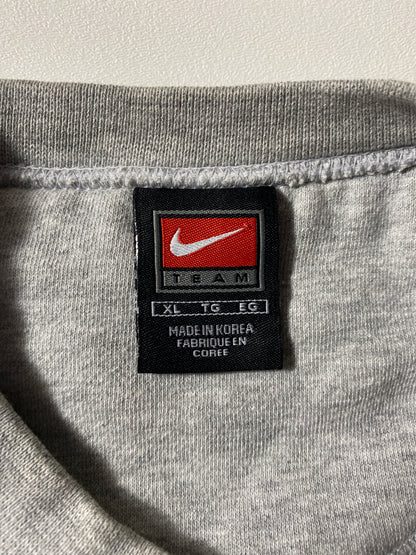 TEAM
XL TG EG
MADE IN KOREA
FABRIQUE EN
COREE